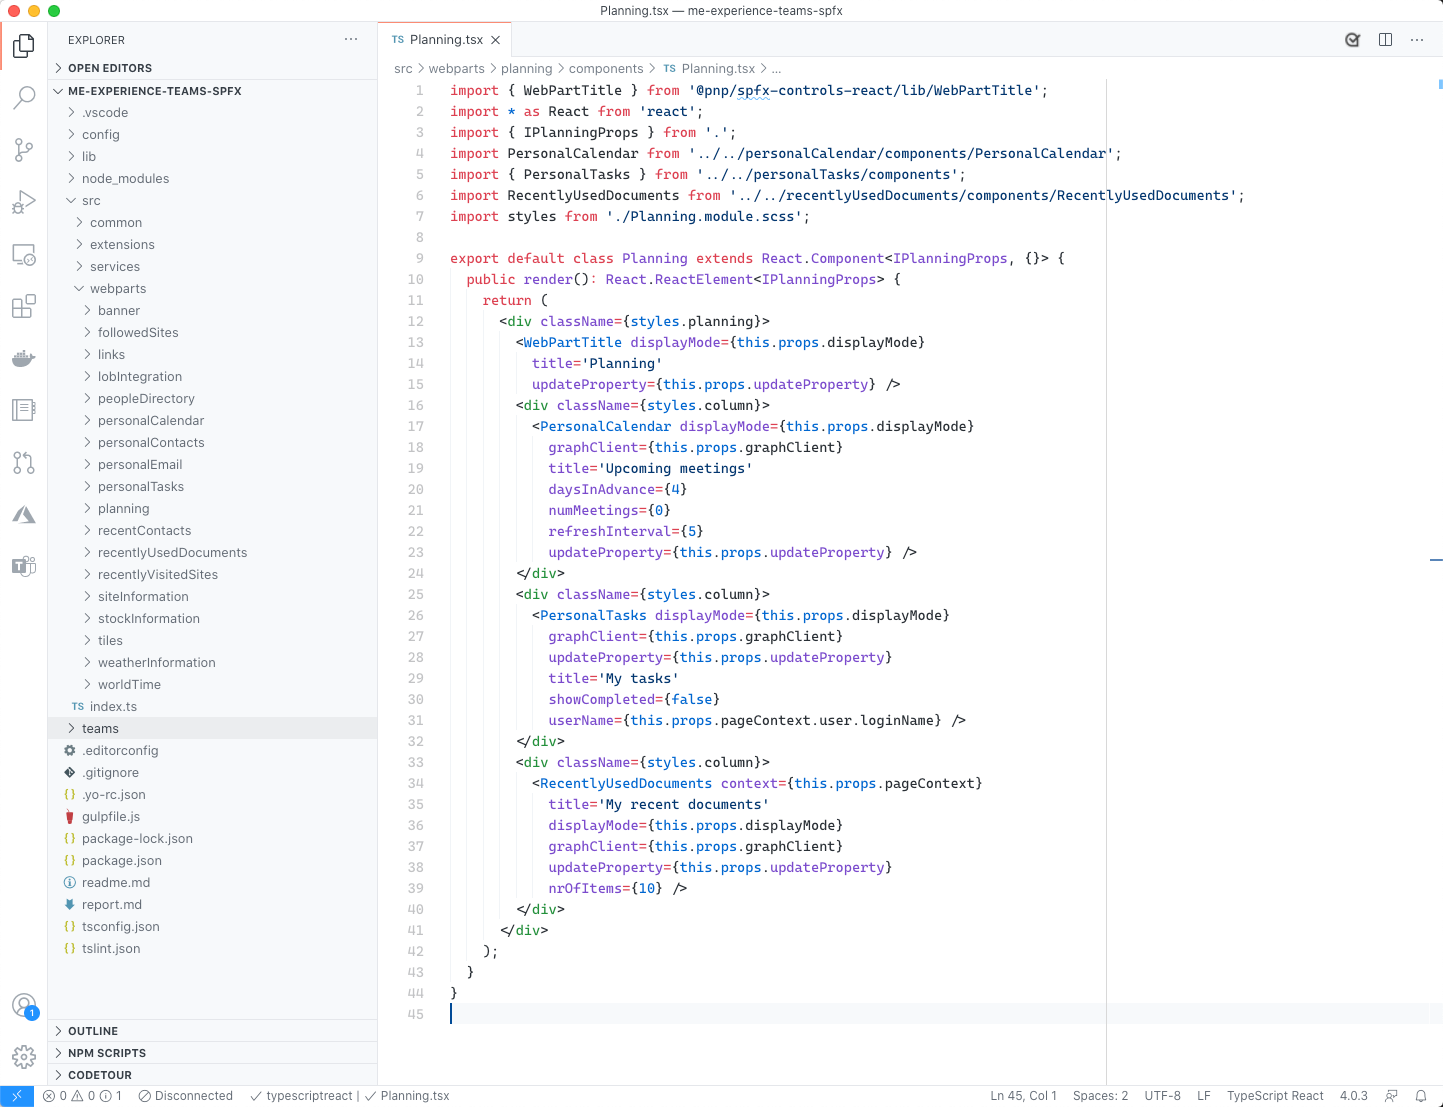 Planning.tsx — me-experience-teams-spfx
EXPLORER
OPEN EDITORS
ME-EXPERIENCE-TEAMS-SPFX
.vscode
config
lib
node_modules
src
common
extensions
services
webparts
banner
followedSites
links
lobIntegration
peopleDirectory
personalCalendar
personalContacts
personalEmail
personalTasks
planning
recentContacts
recentlyUsedDocuments
recentlyVisitedSites
siteInformation
stockInformation
tiles
weatherInformation
worldTime
TS index.ts
teams
.editorconfig
.gitignore
{} .yo-rc.json
gulpfile.js
{} package-lock.json
{} package.json
readme.md
report.md
{} tsconfig.json
{} tslint.json
OUTLINE
NPM SCRIPTS
CODETOUR
1
TS Planning.tsx
src > webparts > planning > components > TS Planning.tsx > ...
1 import { WebPartTitle } from '@pnp/spfx-controls-react/lib/WebPartTitle';
2 import * as React from 'react';
3 import { IPlanningProps } from '.';
4 import PersonalCalendar from '../../personalCalendar/components/PersonalCalendar';
5 import { PersonalTasks } from '../../personalTasks/components';
6 import RecentlyUsedDocuments from '../../recentlyUsedDocuments/components/RecentlyUsedDocuments';
7 import styles from './Planning.module.scss';
8
9 export default class Planning extends React.Component<IPlanningProps, {}> {
10 public render(): React.ReactElement<IPlanningProps> {
11 return (
12 <div className={styles.planning}>
13 <WebPartTitle displayMode={this.props.displayMode}
14 title='Planning'
15 updateProperty={this.props.updateProperty} />
16 <div className={styles.column}>
17 <PersonalCalendar displayMode={this.props.displayMode}
18 graphClient={this.props.graphClient}
19 title='Upcoming meetings'
20 daysInAdvance={4}
21 numMeetings={0}
22 refreshInterval={5}
23 updateProperty={this.props.updateProperty} />
24 </div>
25 <div className={styles.column}>
26 <PersonalTasks displayMode={this.props.displayMode}
27 graphClient={this.props.graphClient}
28 updateProperty={this.props.updateProperty}
29 title='My tasks'
30 showCompleted={false}
31 userName={this.props.pageContext.user.loginName} />
32 </div>
33 <div className={styles.column}>
34 <RecentlyUsedDocuments context={this.props.pageContext}
35 title='My recent documents'
36 displayMode={this.props.displayMode}
37 graphClient={this.props.graphClient}
38 updateProperty={this.props.updateProperty}
39 nrOfItems={10} />
40 </div>
41 </div>
42 );
43 }
44 }
45
0 0 1 Disconnected typescriptreact | Planning.tsx Ln 45, Col 1 Spaces: 2 UTF-8 LF TypeScript React 4.0.3